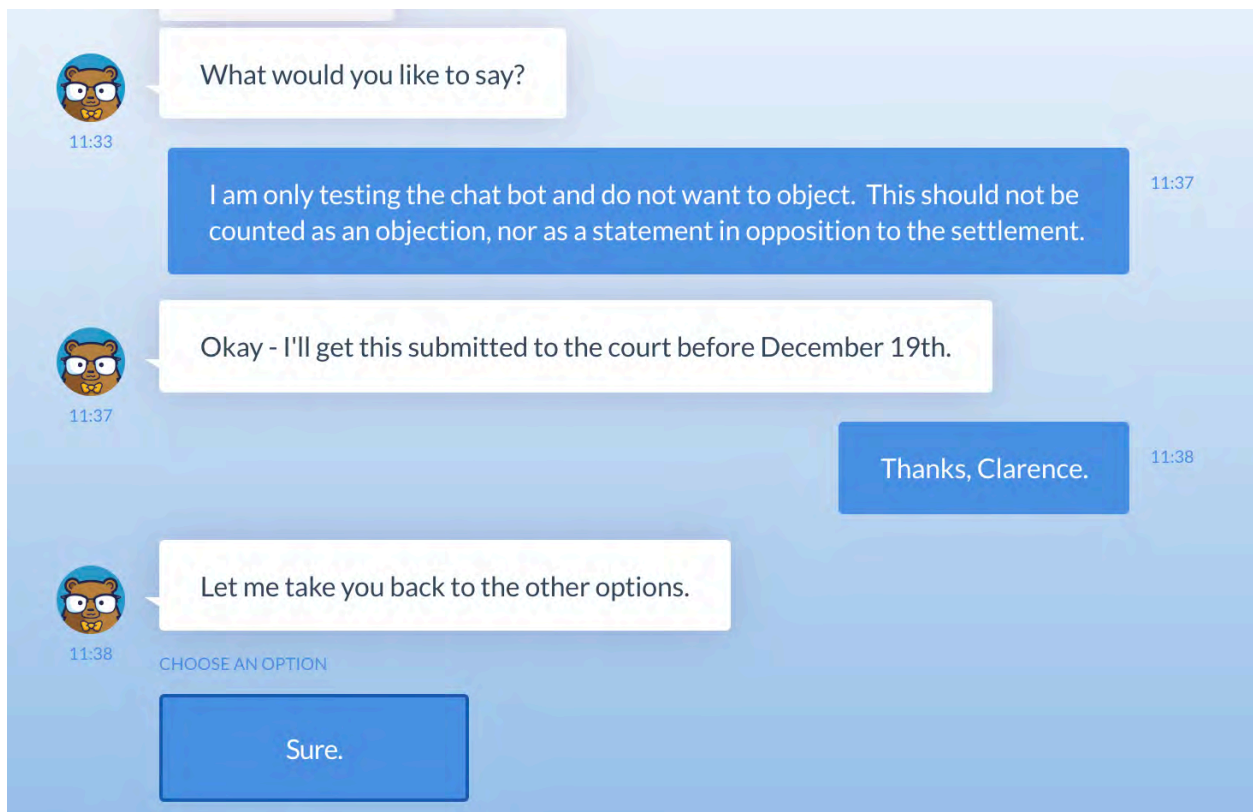 What would you like to say?
11:33
I am only testing the chat bot and do not want to object.  This should not be
counted as an objection, nor as a statement in opposition to the settlement.
11:37
Okay - I'll get this submitted to the court before December 19th.
11:37
Thanks, Clarence.
11:38
Let me take you back to the other options.
11:38
CHOOSE AN OPTION
Sure.